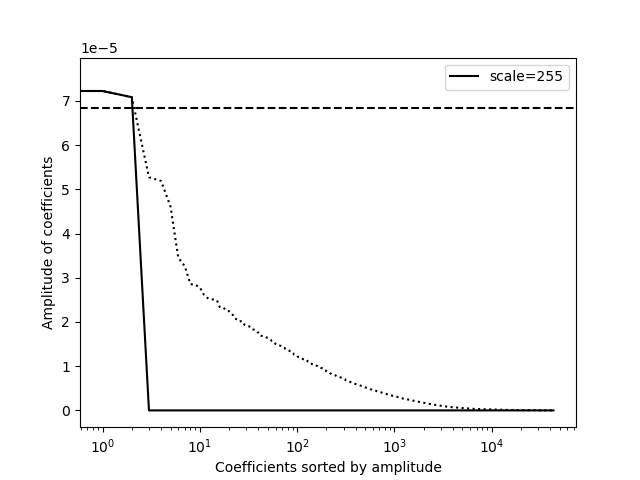 1e−5
scale=255
7
6
5
4
3
2
1
0
Amplitude of coefficients
10⁰ 10¹ 10² 10³ 10⁴
Coefficients sorted by amplitude